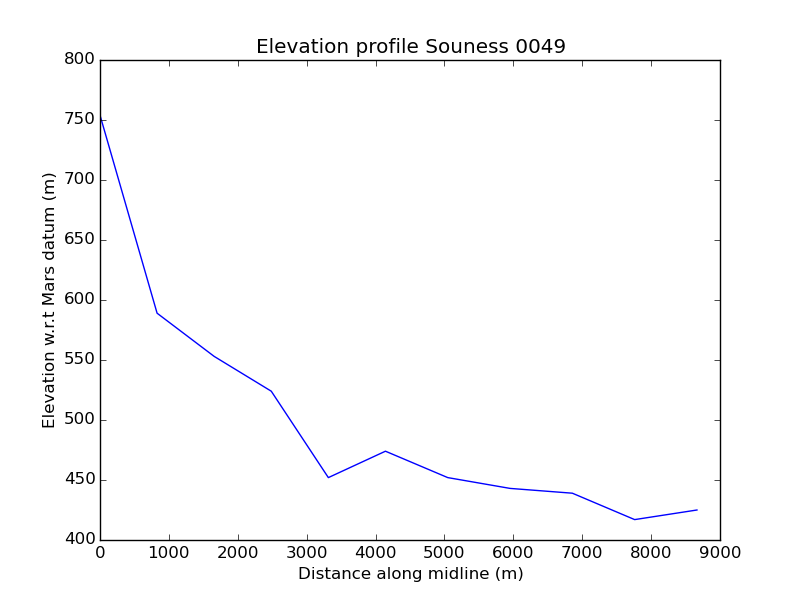 Elevation profile Souness 0049
800
750
700
650
600
550
500
450
400
Elevation w.r.t Mars datum (m)
0 1000 2000 3000 4000 5000 6000 7000 8000 9000
Distance along midline (m)